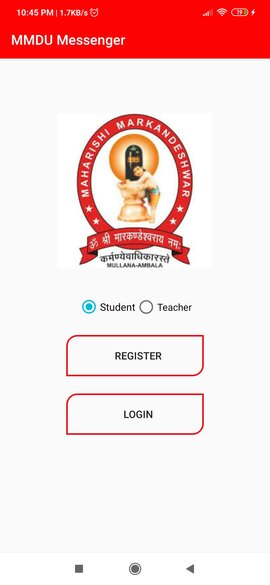 10:45 PM | 1.7KB/s
19
MMDU Messenger
MAHARISHI MARKANDESHWAR
ॐ श्री मारकण्डेश्वराय नमः
कर्मण्येवाधिकारस्ते
MULLANA-AMBALA
Student Teacher
REGISTER
LOGIN